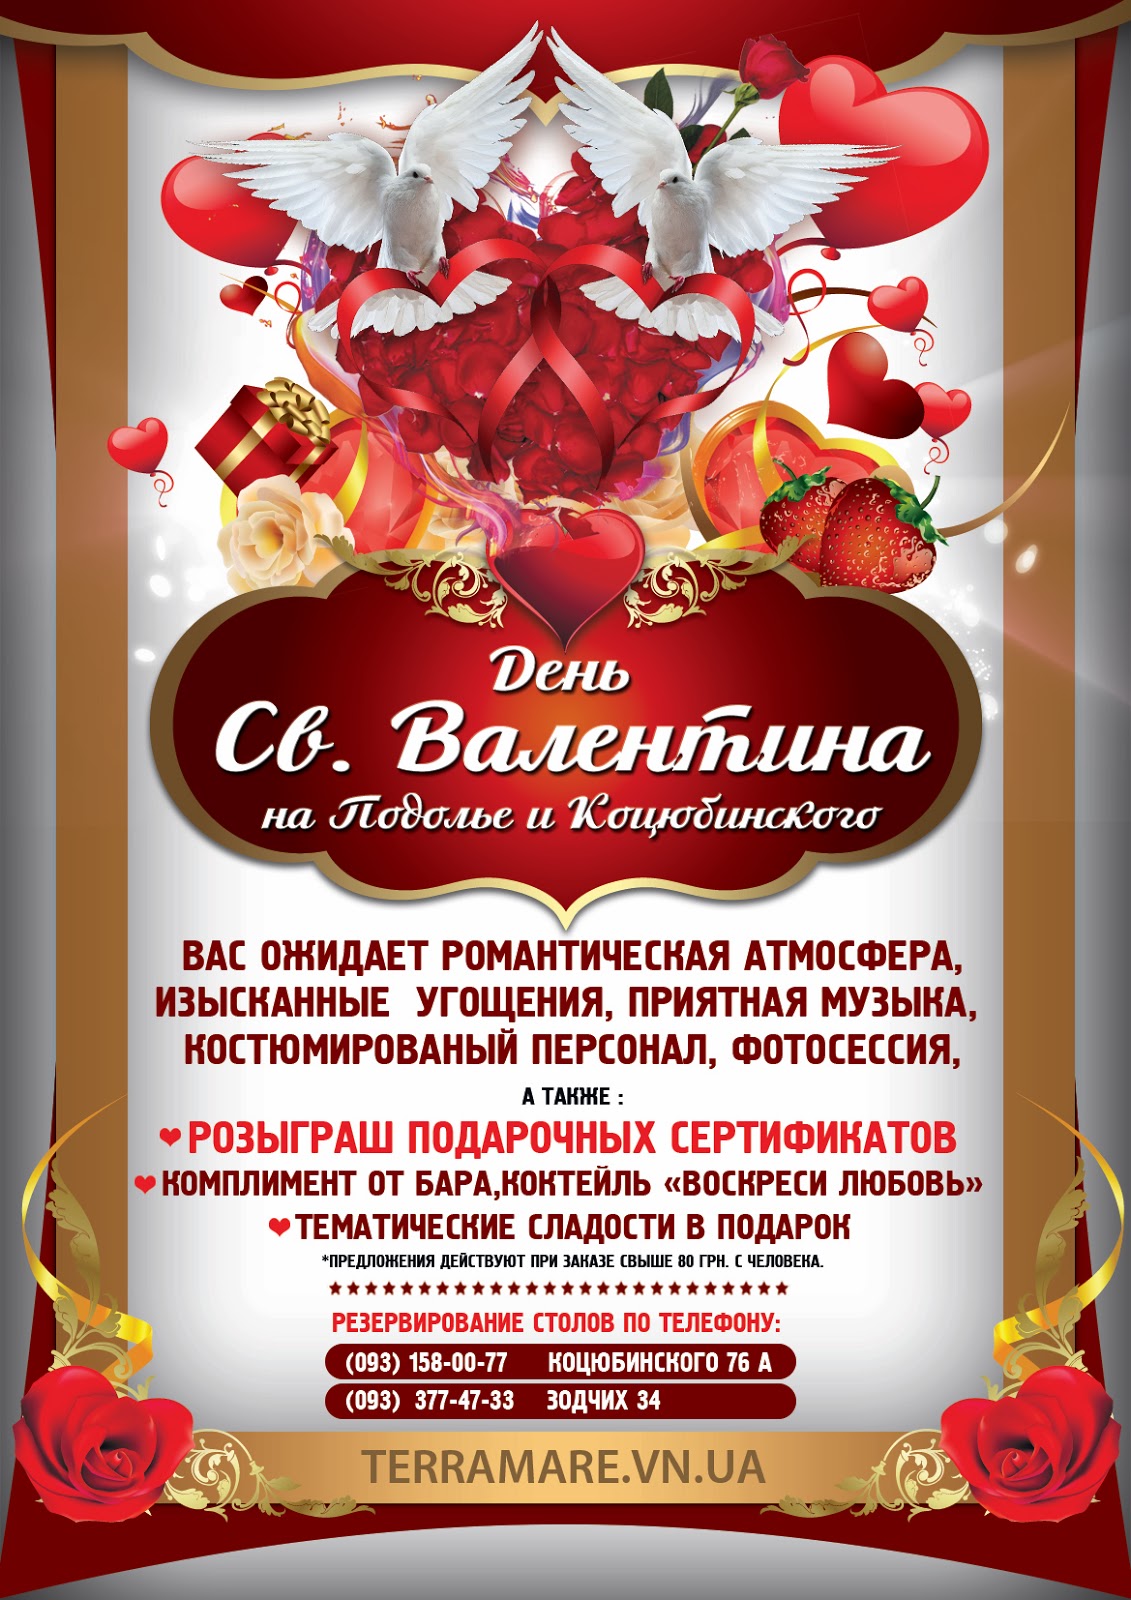 День
Св. Валентина
на Подолье и Коцюбинского
ВАС ОЖИДАЕТ РОМАНТИЧЕСКАЯ АТМОСФЕРА,
ИЗЫСКАННЫЕ УГОЩЕНИЯ, ПРИЯТНАЯ МУЗЫКА,
КОСТЮМИРОВАНЫЙ ПЕРСОНАЛ, ФОТОСЕССИЯ,
А ТАКЖЕ :
❤РОЗЫГРАШ ПОДАРОЧНЫХ СЕРТИФИКАТОВ
❤КОМПЛИМЕНТ ОТ БАРА,КОКТЕЙЛЬ «ВОСКРЕСИ ЛЮБОВЬ»
❤ТЕМАТИЧЕСКИЕ СЛАДОСТИ В ПОДАРОК
*ПРЕДЛОЖЕНИЯ ДЕЙСТВУЮТ ПРИ ЗАКАЗЕ СВЫШЕ 80 ГРН. С ЧЕЛОВЕКА.
РЕЗЕРВИРОВАНИЕ СТОЛОВ ПО ТЕЛЕФОНУ:
(093) 158-00-77 КОЦЮБИНСКОГО 76 А
(093) 377-47-33 ЗОДЧИХ 34
TERRAMARE.VN.UA